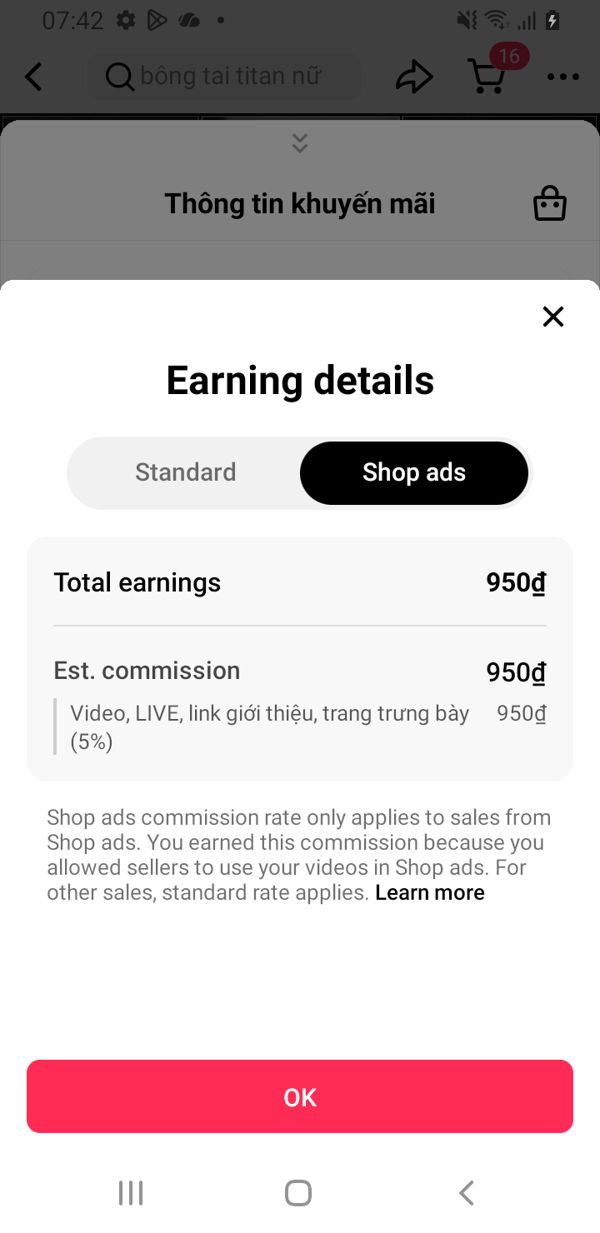 07:42
16
bông tai titan nữ
Thông tin khuyến mãi
Earning details
Standard
Shop ads
Total earnings 950₫
Est. commission 950₫
Video, LIVE, link giới thiệu, trang trưng bày 950₫
(5%)
Shop ads commission rate only applies to sales from
Shop ads. You earned this commission because you
allowed sellers to use your videos in Shop ads. For
other sales, standard rate applies. Learn more
OK